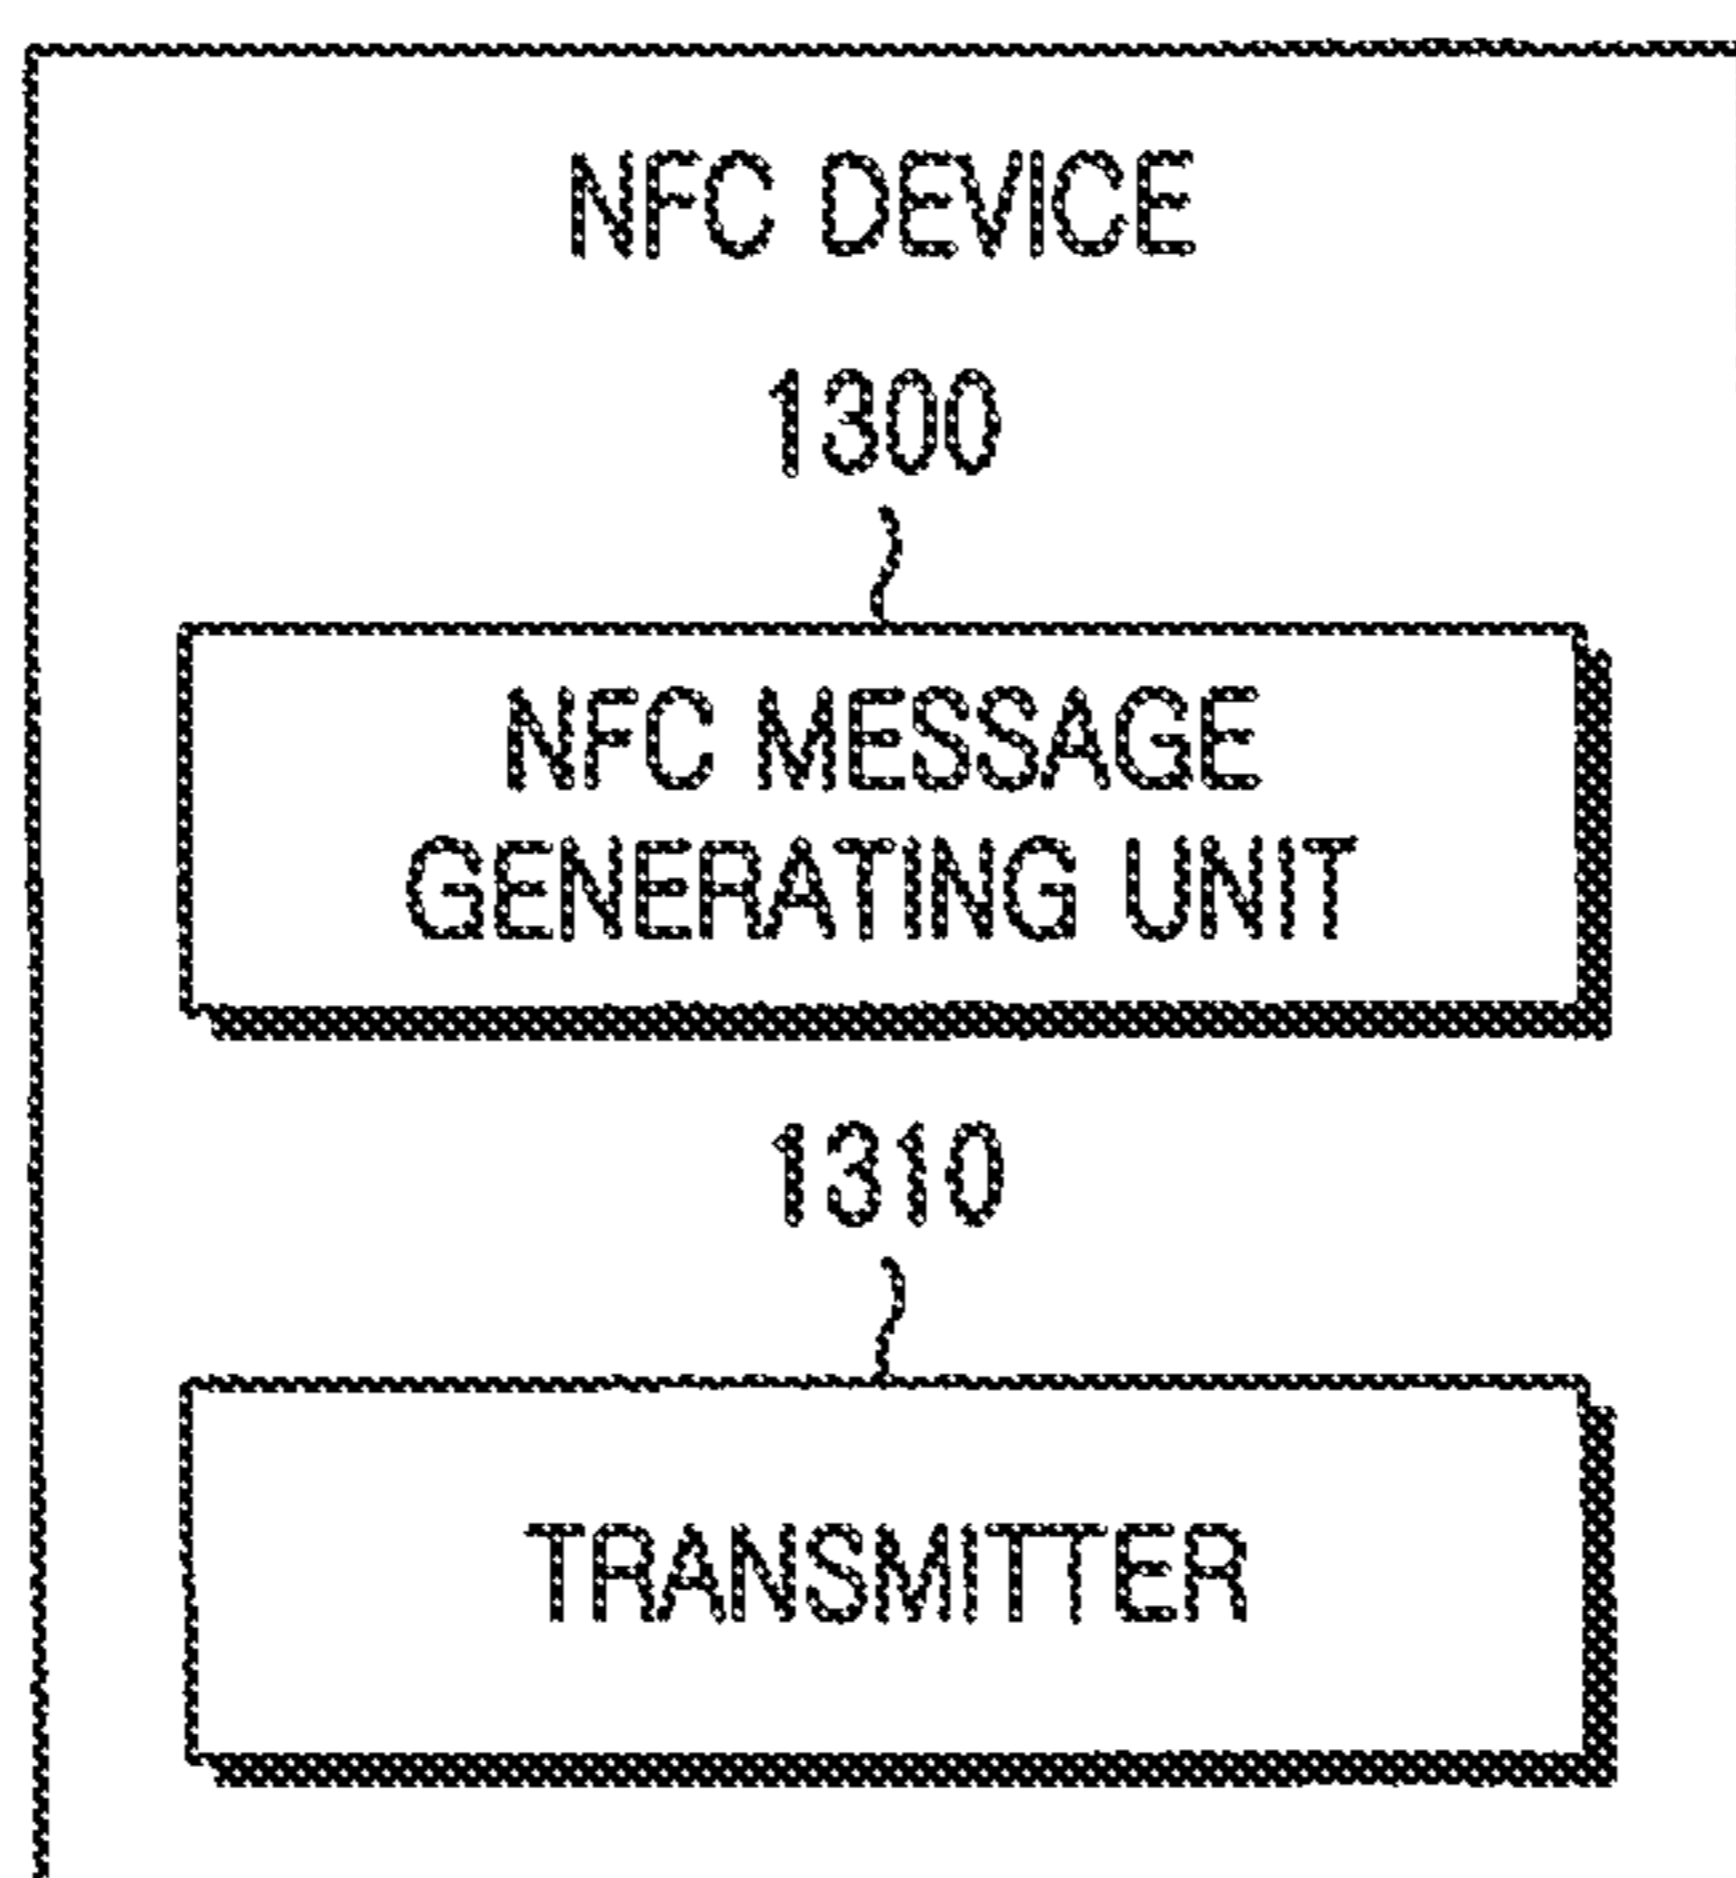 NFC DEVICE
1300
NFC MESSAGE
GENERATING UNIT
1310
TRANSMITTER